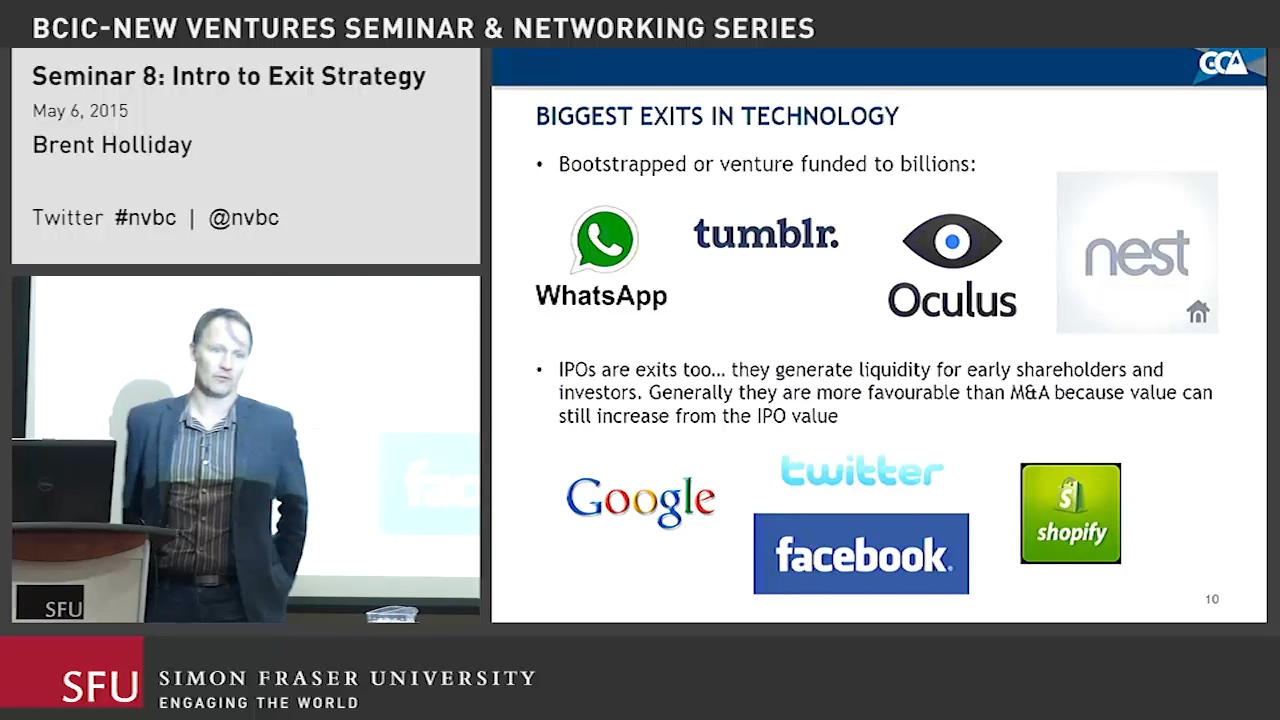 BCIC-NEW VENTURES SEMINAR & NETWORKING SERIES
Seminar 8: Intro to Exit Strategy
May 6, 2015
Brent Holliday
Twitter #nvbc | @nvbc
CCA
BIGGEST EXITS IN TECHNOLOGY
• Bootstrapped or venture funded to billions:
WhatsApp
tumblr.
Oculus
nest
• IPOs are exits too... they generate liquidity for early shareholders and
investors. Generally they are more favourable than M&A because value can
still increase from the IPO value
Google
twitter
facebook
S
shopify
10
fac
SFU
SFU
SIMON FRASER UNIVERSITY
ENGAGING THE WORLD